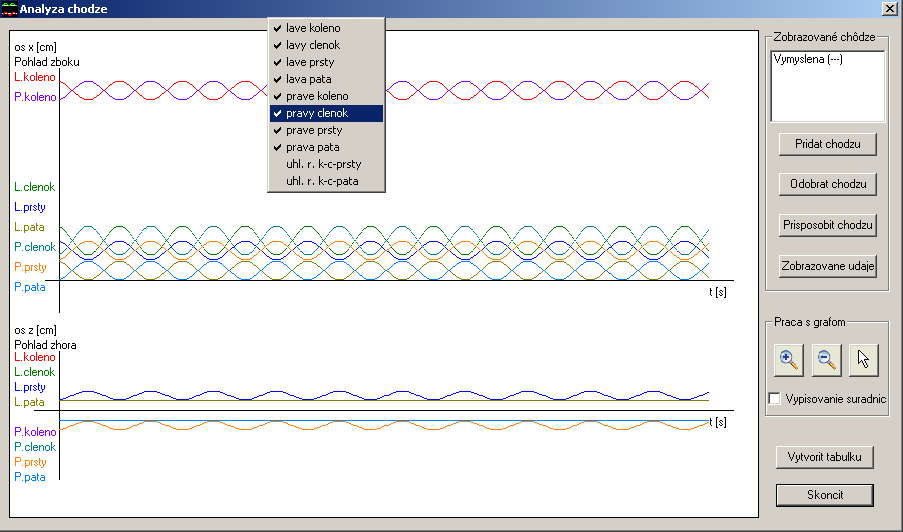 Analyza chodze
lave koleno
lavy clenok
lave prsty
lava pata
prave koleno
pravy clenok
prave prsty
prava pata
uhl. r. k-c-prsty
uhl. r. k-c-pata
os x [cm]
Pohlad zboku
L.koleno
P.koleno
L.clenok
L.prsty
L.pata
P.clenok
P.prsty
P.pata
t [s]
os z [cm]
Pohlad zhora
L.koleno
L.clenok
L.prsty
L.pata
t [s]
P.koleno
P.clenok
P.prsty
P.pata
Zobrazované chôdze
Vymyslena (---)
Pridat chodzu
Odobrat chodzu
Prisposobit chodzu
Zobrazovane udaje
Praca s grafom
Vypisovanie suradnic
Vytvorit tabulku
Skoncit